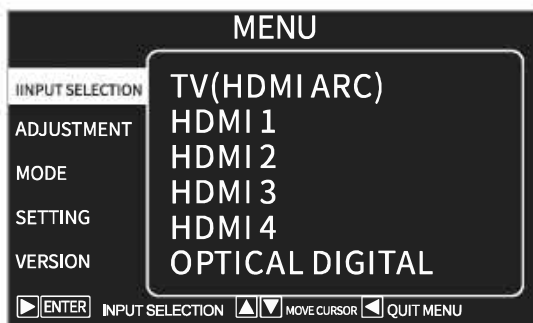 MENU
IINPUT SELECTION
ADJUSTMENT
MODE
SETTING
VERSION
TV(HDMI ARC)
HDMI 1
HDMI 2
HDMI 3
HDMI 4
OPTICAL DIGITAL
▶ ENTER INPUT SELECTION ▲ ▼ MOVE CURSOR ◀ QUIT MENU